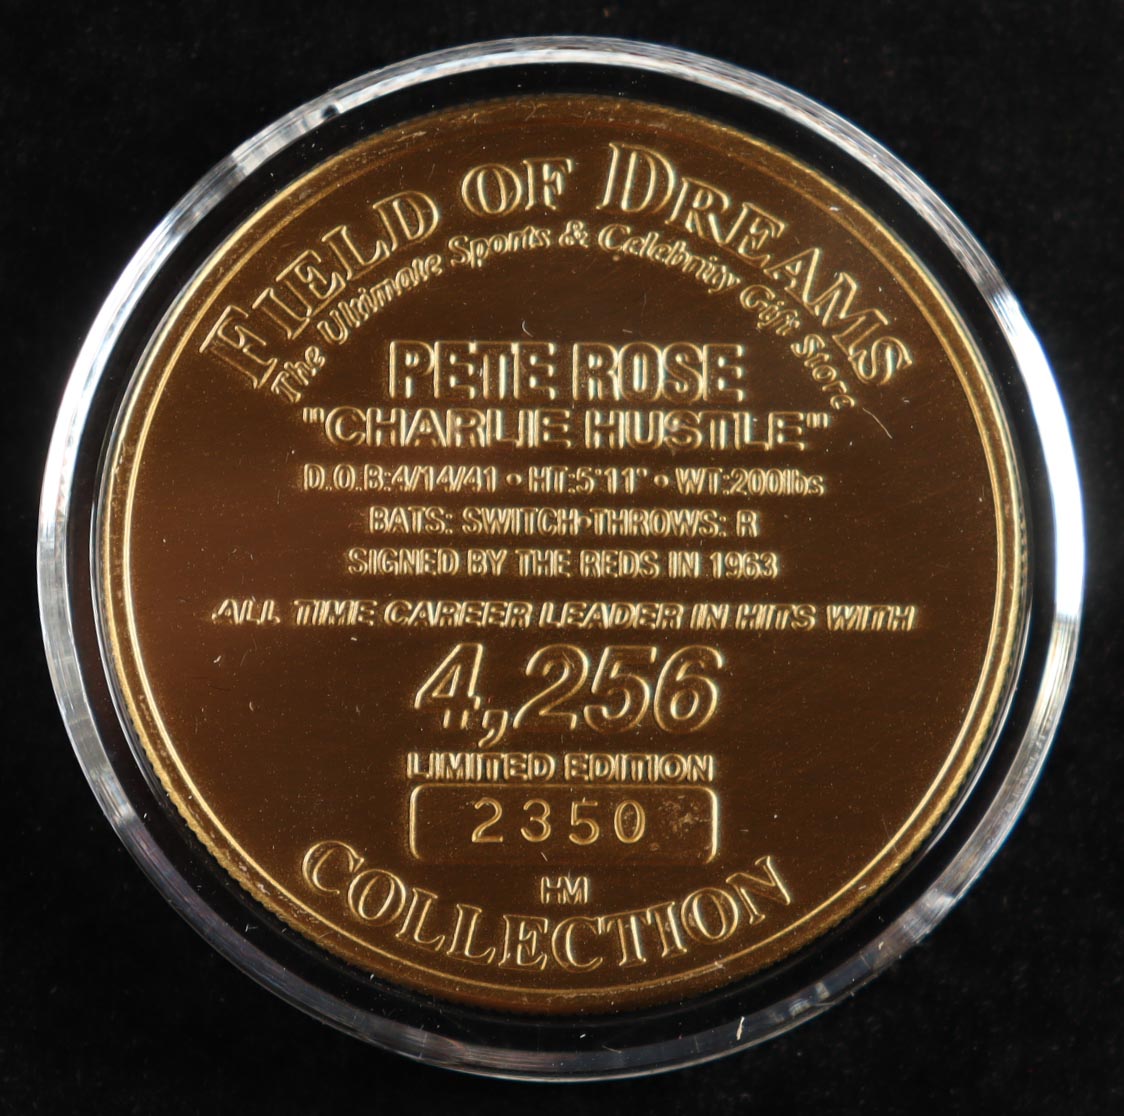 FIELD OF DREAMS
The Ultimate Sports & Celebrity Gift Store
PETE ROSE
"CHARLIE HUSTLE"
D.O.B:4/14/41 • HT:5'11" • WT:200lbs
BATS: SWITCH•THROWS: R
SIGNED BY THE REDS IN 1963
ALL TIME CAREER LEADER IN HITS WITH
4,256
LIMITED EDITION
2350
HM
COLLECTION